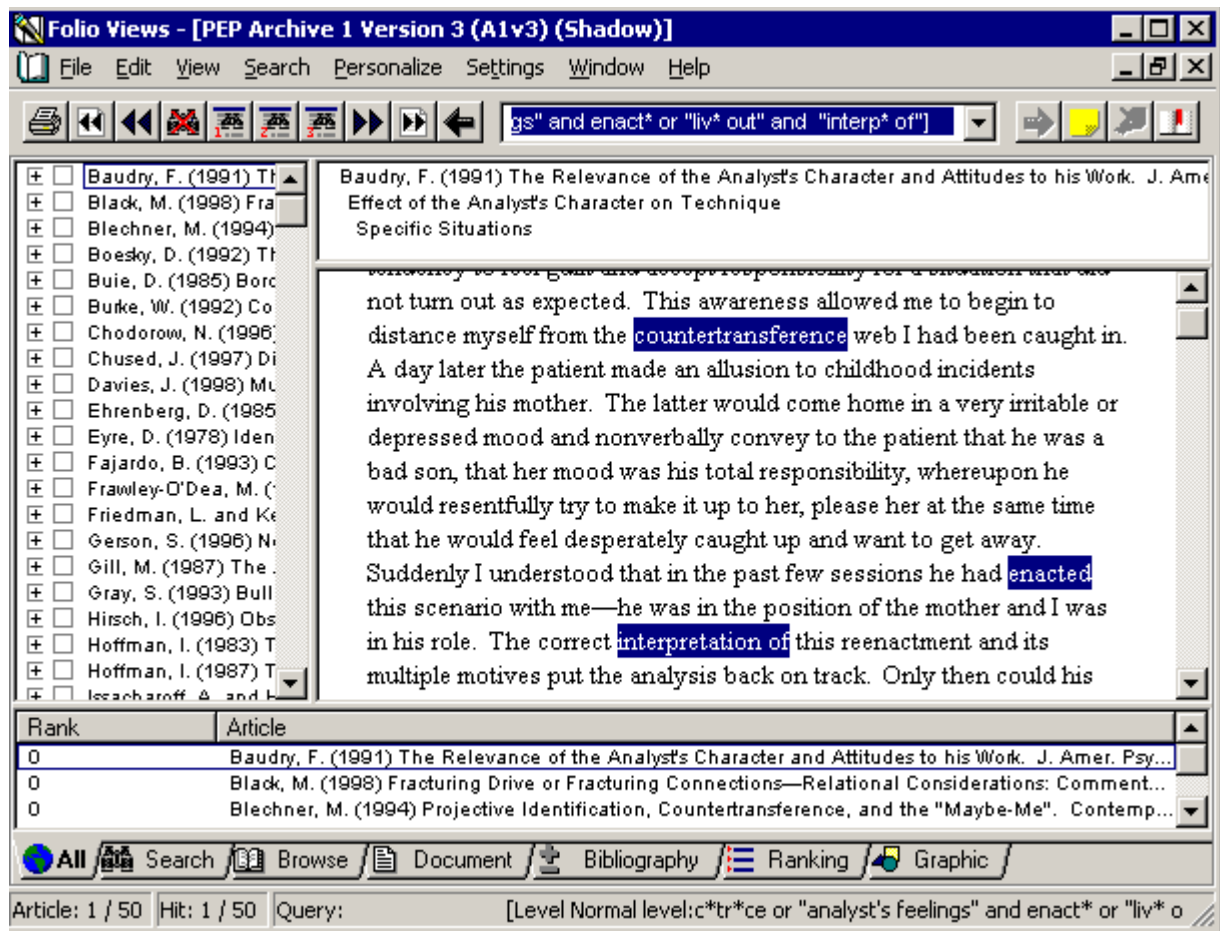 Folio Views - [PEP Archive 1 Version 3 (A1v3) (Shadow)]
File Edit View Search Personalize Settings Window Help
gs" and enact* or "liv* out" and "interp* of"]
Baudry, F. (1991) Th
Black, M. (1998) Fra
Blechner, M. (1994)
Boesky, D. (1992) Th
Buie, D. (1985) Bord
Burke, W. (1992) Co
Chodorow, N. (1996)
Chused, J. (1997) Di
Davies, J. (1998) Mu
Ehrenberg, D. (1985
Eyre, D. (1978) Iden
Fajardo, B. (1993) C
Frawley-O'Dea, M. (
Friedman, L. and Ke
Gerson, S. (1996) Ne
Gill, M. (1987) The
Gray, S. (1993) Bull
Hirsch, I. (1996) Obs
Hoffman, I. (1983) T
Hoffman, I. (1987) T
Issacharoff, A. and H
Baudry, F. (1991) The Relevance of the Analyst's Character and Attitudes to his Work. J. Ame
Effect of the Analyst's Character on Technique
Specific Situations
tendency to feel guilt and accept responsibility for a situation that did
not turn out as expected. This awareness allowed me to begin to
distance myself from the countertransference web I had been caught in.
A day later the patient made an allusion to childhood incidents
involving his mother. The latter would come home in a very irritable or
depressed mood and nonverbally convey to the patient that he was a
bad son, that her mood was his total responsibility, whereupon he
would resentfully try to make it up to her, please her at the same time
that he would feel desperately caught up and want to get away.
Suddenly I understood that in the past few sessions he had enacted
this scenario with me—he was in the position of the mother and I was
in his role. The correct interpretation of this reenactment and its
multiple motives put the analysis back on track. Only then could his
Rank Article
0 Baudry, F. (1991) The Relevance of the Analyst's Character and Attitudes to his Work. J. Amer. Psy...
0 Black, M. (1998) Fracturing Drive or Fracturing Connections—Relational Considerations: Comment...
0 Blechner, M. (1994) Projective Identification, Countertransference, and the "Maybe-Me". Contemp...
All Search Browse Document Bibliography Ranking Graphic
Article: 1 / 50 Hit: 1 / 50 Query: [Level Normal level:c*tr*ce or "analyst's feelings" and enact* or "liv* o